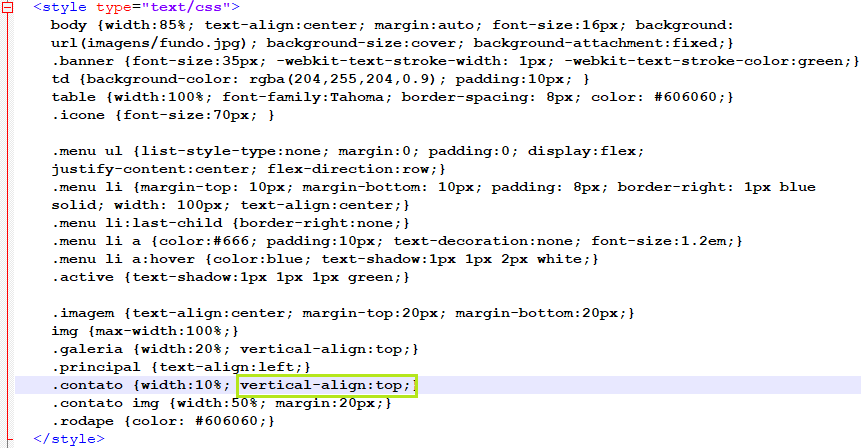 <style type="text/css">
body {width:85%; text-align:center; margin:auto; font-size:16px; background:
url(imagens/fundo.jpg); background-size:cover; background-attachment:fixed;}
.banner {font-size:35px; -webkit-text-stroke-width: 1px; -webkit-text-stroke-color:green;}
td {background-color: rgba(204,255,204,0.9); padding:10px; }
table {width:100%; font-family:Tahoma; border-spacing: 8px; color: #606060;}
.icone {font-size:70px; }
.menu ul {list-style-type:none; margin:0; padding:0; display:flex;
justify-content:center; flex-direction:row;}
.menu li {margin-top: 10px; margin-bottom: 10px; padding: 8px; border-right: 1px blue
solid; width: 100px; text-align:center;}
.menu li:last-child {border-right:none;}
.menu li a {color:#666; padding:10px; text-decoration:none; font-size:1.2em;}
.menu li a:hover {color:blue; text-shadow:1px 1px 2px white;}
.active {text-shadow:1px 1px 1px green;}
.imagem {text-align:center; margin-top:20px; margin-bottom:20px;}
img {max-width:100%;}
.galeria {width:20%; vertical-align:top;}
.principal {text-align:left;}
.contato {width:10%; vertical-align:top;}
.contato img {width:50%; margin:20px;}
.rodape {color: #606060;}
</style>